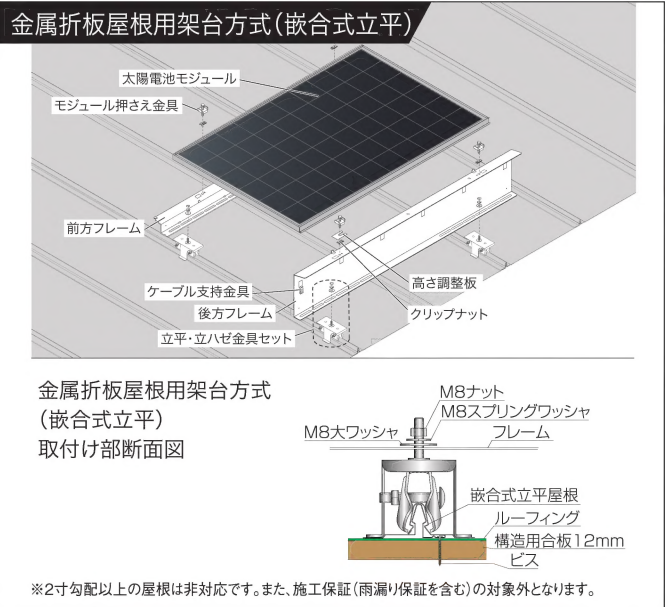 金属折板屋根用架台方式(嵌合式立平)
太陽電池モジュール
モジュール押さえ金具
前方フレーム
ケーブル支持金具
後方フレーム
立平・立ハゼ金具セット
高さ調整板
クリップナット
金属折板屋根用架台方式
(嵌合式立平)
取付け部断面図
M8ナット
M8スプリングワッシャ
M8大ワッシャ
フレーム
嵌合式立平屋根
ルーフィング
構造用合板12mm
ビス
※2寸勾配以上の屋根は非対応です。また、施工保証(雨漏り保証を含む)の対象外となります。